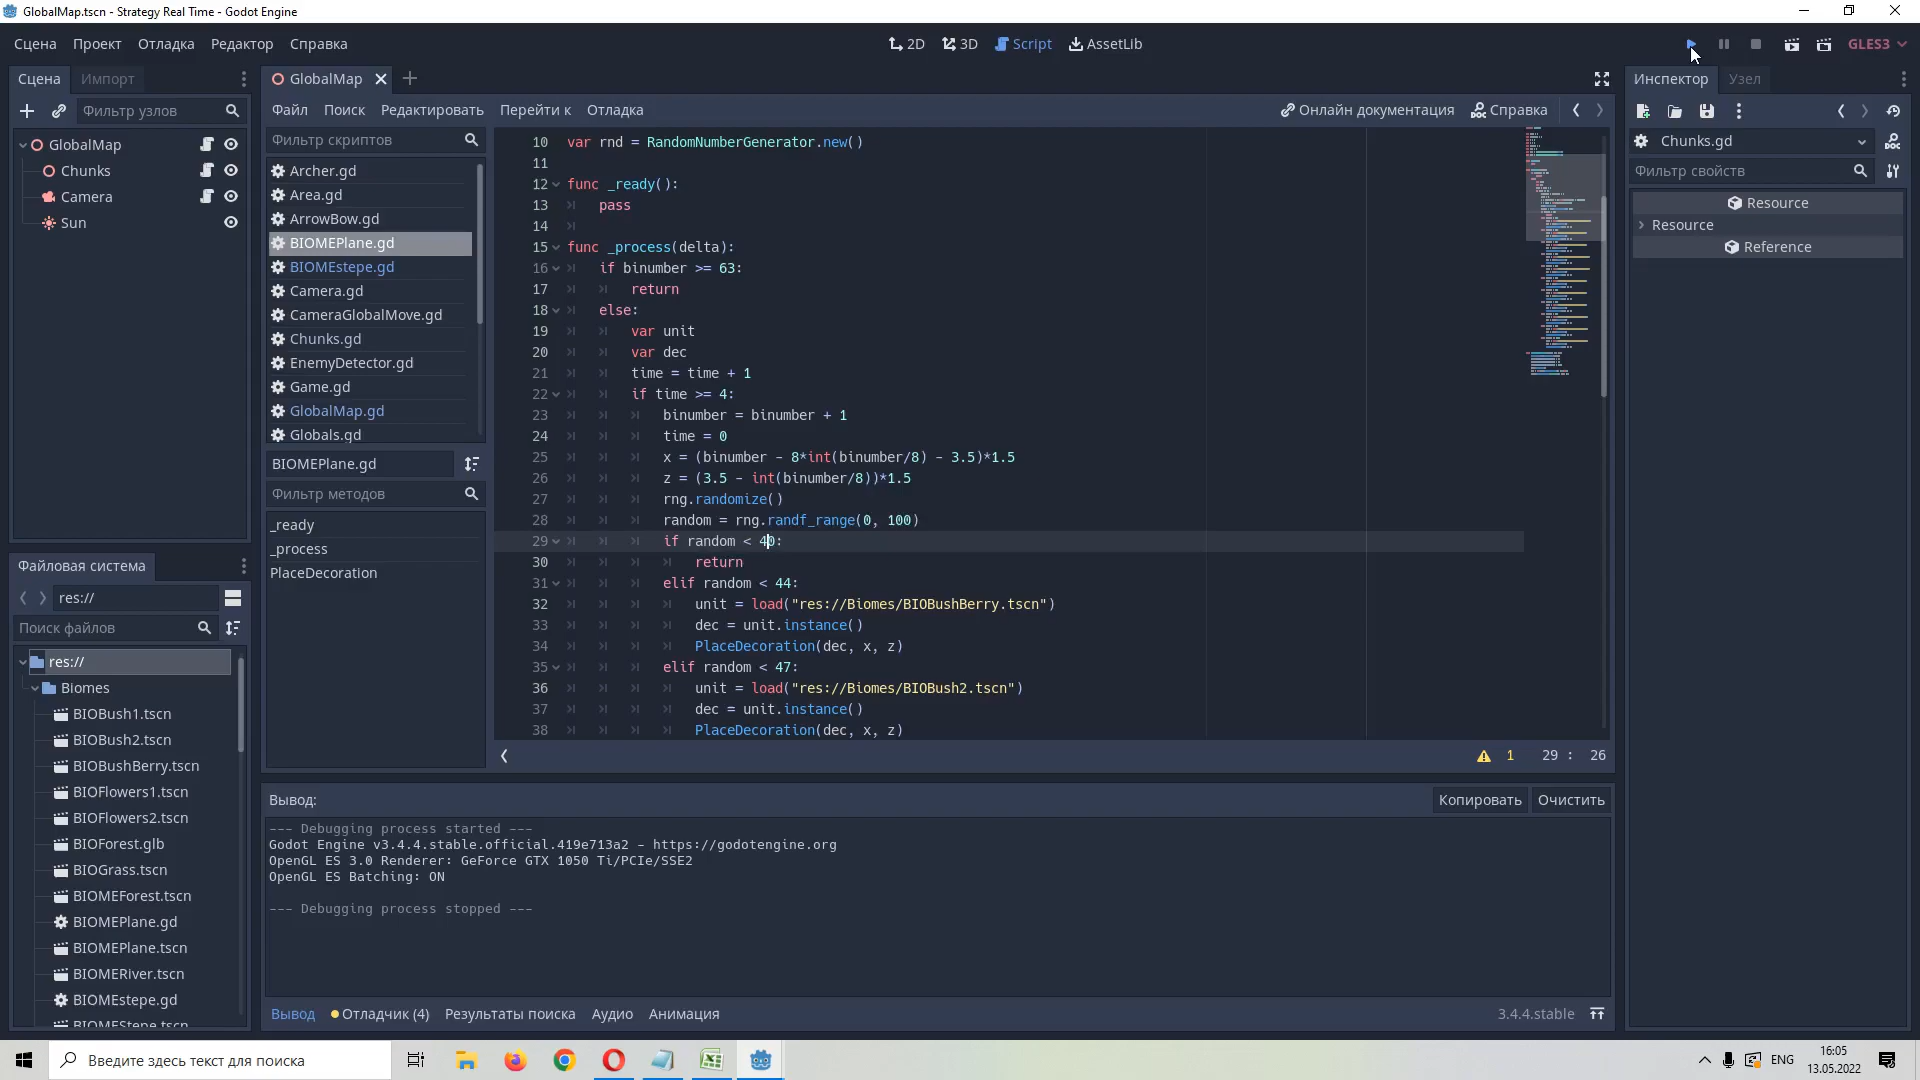 GlobalMap.tscn - Strategy Real Time - Godot Engine
Сцена Проект Отладка Редактор Справка
2D 3D Script AssetLib
GLES3
Сцена Импорт
Фильтр узлов
GlobalMap
Chunks
Camera
Sun
Файловая система
res://
Поиск файлов
res://
Biomes
BIOBush1.tscn
BIOBush2.tscn
BIOBushBerry.tscn
BIOFlowers1.tscn
BIOFlowers2.tscn
BIOForest.glb
BIOGrass.tscn
BIOMEForest.tscn
BIOMEPlane.gd
BIOMEPlane.tscn
BIOMERiver.tscn
BIOMEstepe.gd
BIOMEStepe.tscn
GlobalMap
Файл Поиск Редактировать Перейти к Отладка
Онлайн документация Справка
Фильтр скриптов
Archer.gd
Area.gd
ArrowBow.gd
BIOMEPlane.gd
BIOMEstepe.gd
Camera.gd
CameraGlobalMove.gd
Chunks.gd
EnemyDetector.gd
Game.gd
GlobalMap.gd
Globals.gd
BIOMEPlane.gd
Фильтр методов
_ready
_process
PlaceDecoration
10 var rnd = RandomNumberGenerator.new()
11
12 func _ready():
13 pass
14
15 func _process(delta):
16 if binumber >= 63:
17 return
18 else:
19 var unit
20 var dec
21 time = time + 1
22 if time >= 4:
23 binumber = binumber + 1
24 time = 0
25 x = (binumber - 8*int(binumber/8) - 3.5)*1.5
26 z = (3.5 - int(binumber/8))*1.5
27 rng.randomize()
28 random = rng.randf_range(0, 100)
29 if random < 40:
30 return
31 elif random < 44:
32 unit = load("res://Biomes/BIOBushBerry.tscn")
33 dec = unit.instance()
34 PlaceDecoration(dec, x, z)
35 elif random < 47:
36 unit = load("res://Biomes/BIOBush2.tscn")
37 dec = unit.instance()
38 PlaceDecoration(dec, x, z)
1 29 : 26
Вывод:
Копировать Очистить
--- Debugging process started ---
Godot Engine v3.4.4.stable.official.419e713a2 - https://godotengine.org
OpenGL ES 3.0 Renderer: GeForce GTX 1050 Ti/PCIe/SSE2
OpenGL ES Batching: ON
--- Debugging process stopped ---
Вывод Отладчик (4) Результаты поиска Аудио Анимация
3.4.4.stable
Инспектор Узел
Chunks.gd
Фильтр свойств
Resource
Resource
Reference
Введите здесь текст для поиска
ENG
16:05
13.05.2022